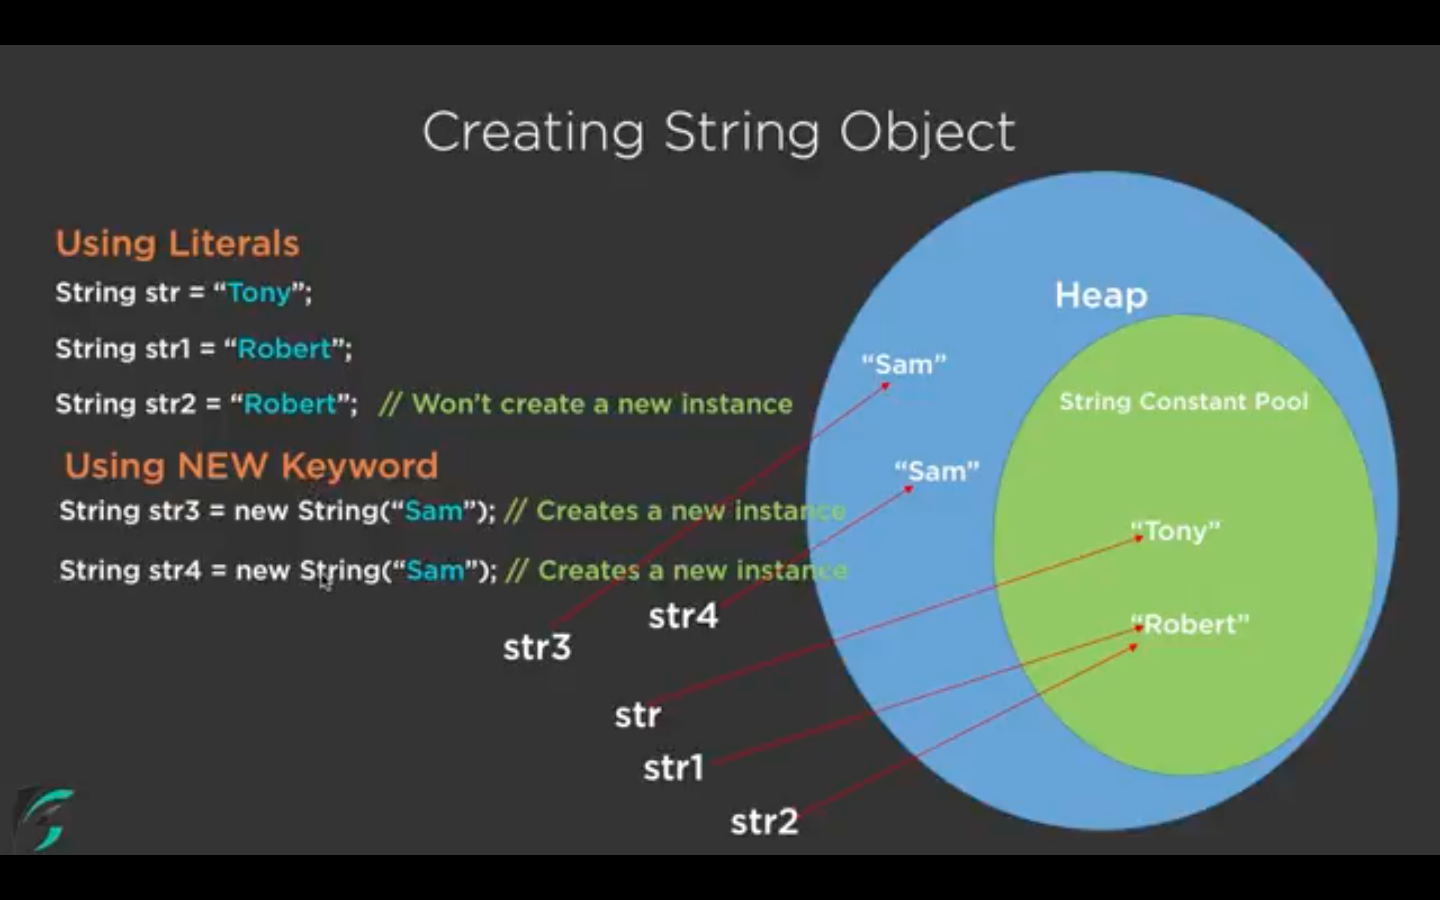 Creating String Object
Using Literals
String str = “Tony”;
String str1 = “Robert”;
String str2 = “Robert”; // Won’t create a new instance
Using NEW Keyword
String str3 = new String(“Sam”); // Creates a new instance
String str4 = new String(“Sam”); // Creates a new instance
Heap
“Sam”
“Sam”
String Constant Pool
“Tony”
“Robert”
str4
str3
str
str1
str2